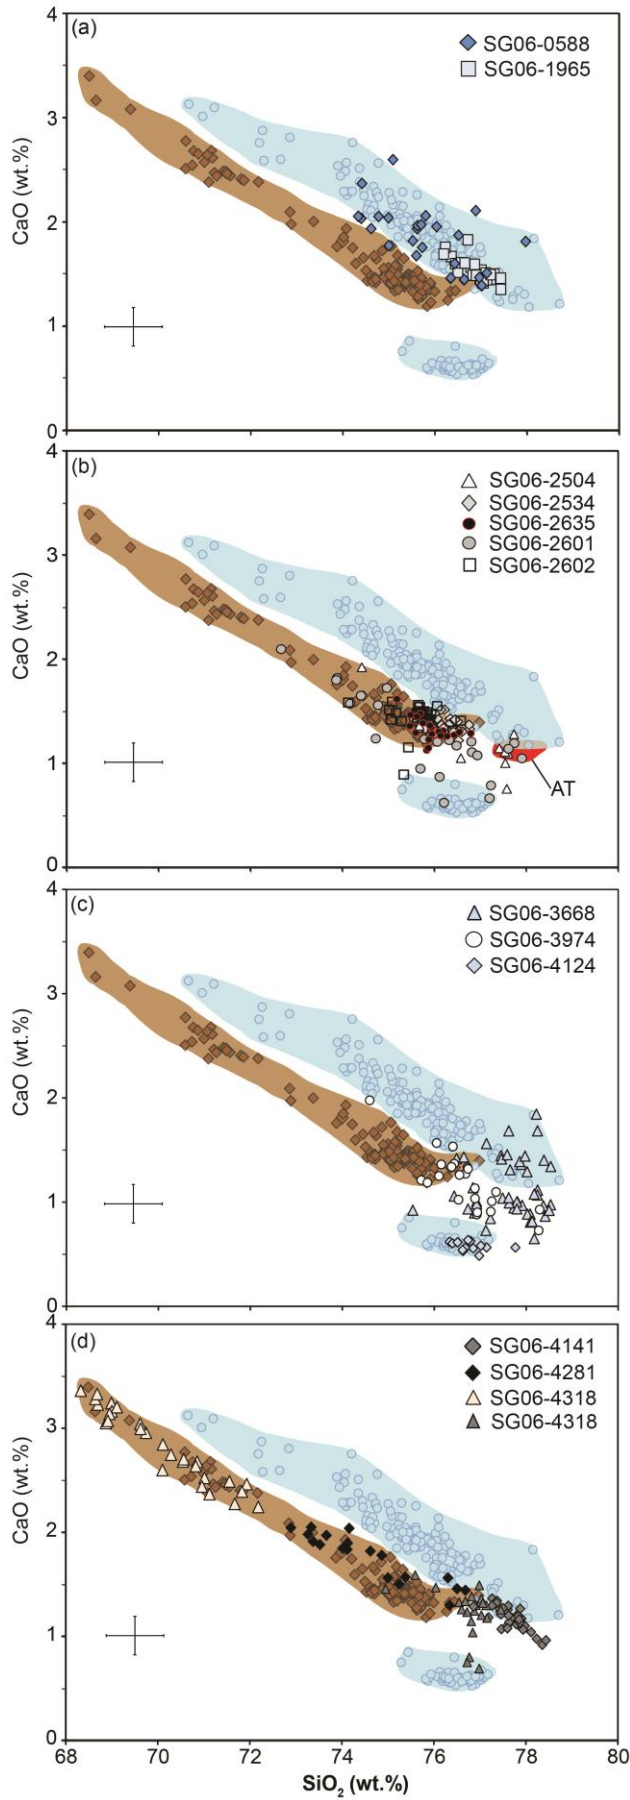 4
(a)
SG06-0588
SG06-1965
3
CaO (wt.%)
2
1
0
4
(b)
SG06-2504
SG06-2534
SG06-2635
SG06-2601
SG06-2602
3
CaO (wt.%)
2
1
AT
0
4
(c)
SG06-3668
SG06-3974
SG06-4124
3
CaO (wt.%)
2
1
0
4
(d)
SG06-4141
SG06-4281
SG06-4318
SG06-4318
3
CaO (wt.%)
2
1
0
68 70 72 74 76 78 80
SiO₂ (wt.%)